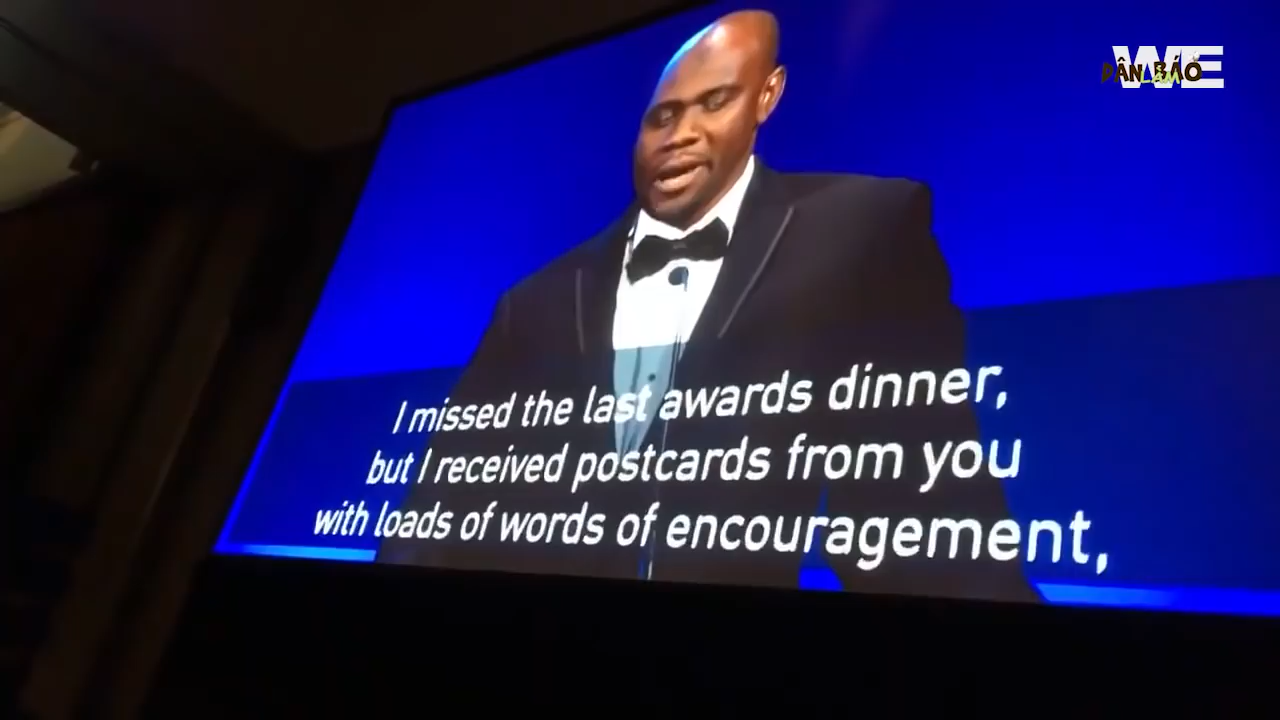 WE
DÂN LÀM BÁO
I missed the last awards dinner,
but I received postcards from you
with loads of words of encouragement,